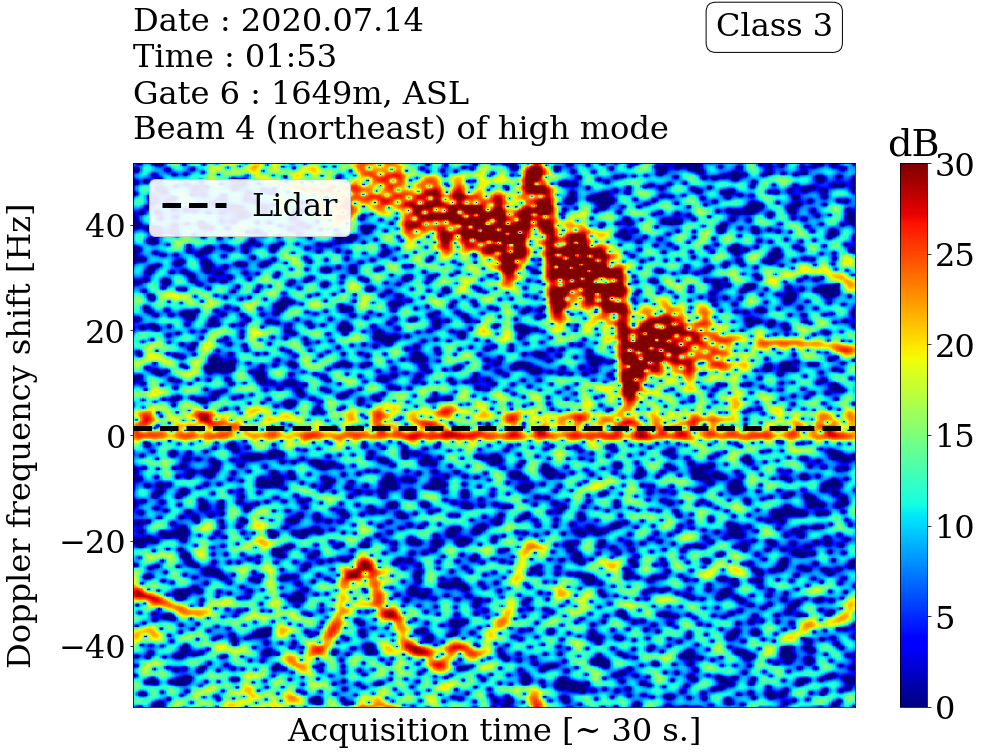 Date : 2020.07.14
Time : 01:53
Gate 6 : 1649m, ASL
Beam 4 (northeast) of high mode
Class 3
dB
Lidar
Doppler frequency shift [Hz]
40
20
0
−20
−40
Acquisition time [~ 30 s.]
30
25
20
15
10
5
0